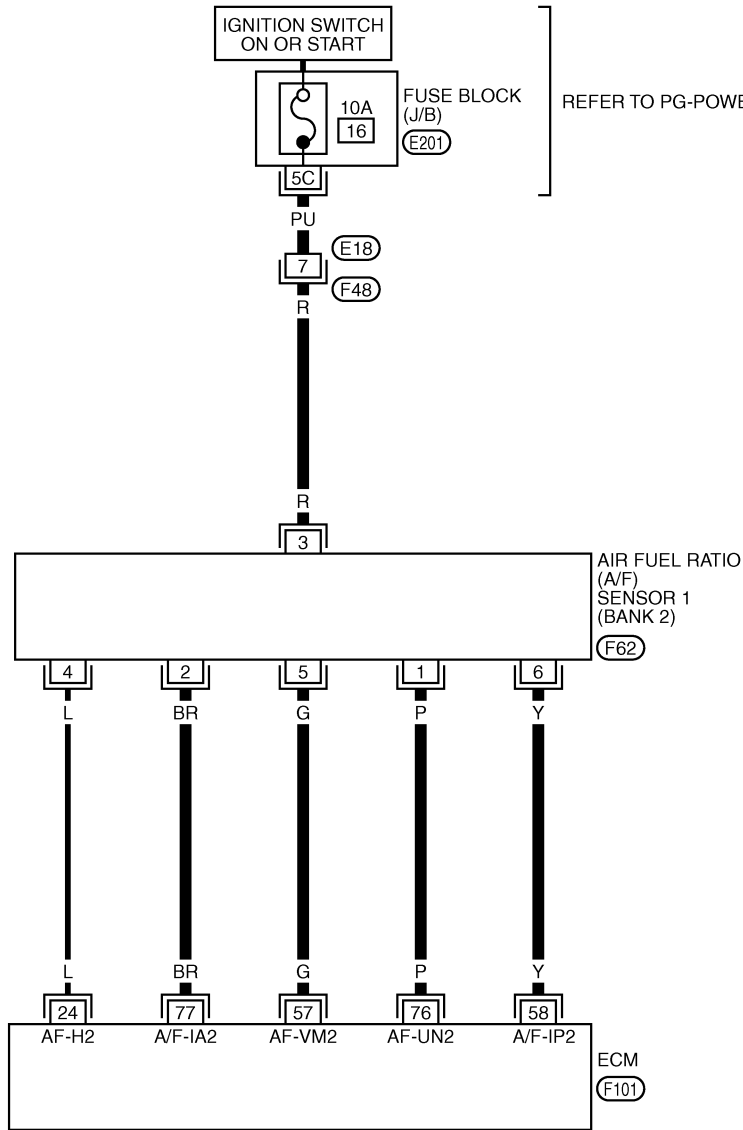 IGNITION SWITCH
ON OR START
FUSE BLOCK
(J/B)
10A
16
E201
REFER TO PG-POWE
5C
PU
E18
7
F48
R
R
3
AIR FUEL RATIO
(A/F)
SENSOR 1
(BANK 2)
F62
4 2 5 1 6
L BR G P Y
L BR G P Y
24 77 57 76 58
AF-H2 A/F-IA2 AF-VM2 AF-UN2 A/F-IP2
ECM
F101